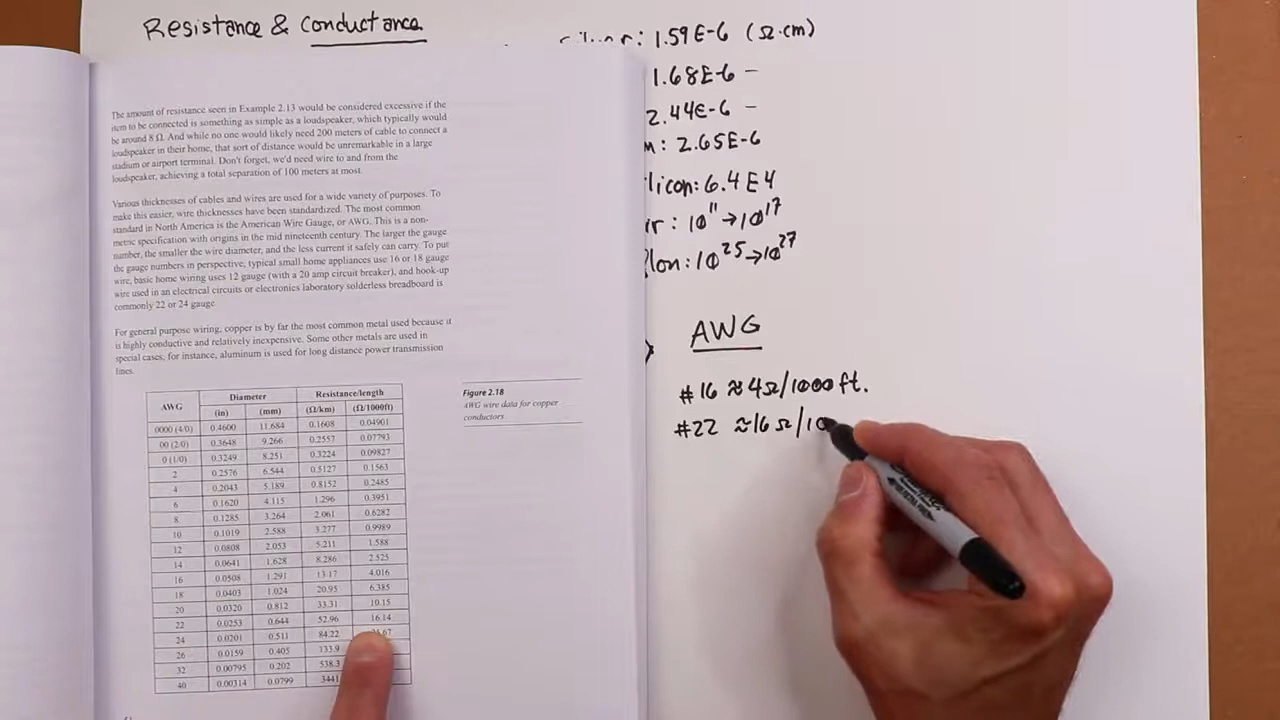 Resistance & Conductance
1.59E-6 (Ω·cm)
1.68E-6 —
2.44E-6 —
m: 2.65E-6
licon: 6.4E4
r: 10^11 → 10^17
lon: 10^25 → 10^27
AWG
#16 ≈ 4Ω/1000 ft.
#22 ≈ 16Ω/10
The amount of resistance seen in Example 2.13 would be considered excessive if the
item to be connected is something as simple as a loudspeaker, which typically would
be around 8 Ω. And while no one would likely need 200 meters of cable to connect a
loudspeaker in their home, that sort of distance would be unremarkable in a large
stadium or airport terminal. Don't forget, we'd need wire to and from the
loudspeaker, achieving a total separation of 100 meters at most.
Various thicknesses of cables and wires are used for a wide variety of purposes. To
make this easier, wire thicknesses have been standardized. The most common
standard in North America is the American Wire Gauge, or AWG. This is a non-
metric specification with origins in the mid nineteenth century. The larger the gauge
number, the smaller the wire diameter, and the less current it safely can carry. To put
the gauge numbers in perspective, typical small home appliances use 16 or 18 gauge
wire, basic home wiring uses 12 gauge (with a 20 amp circuit breaker), and hook-up
wire used in an electrical circuits or electronics laboratory solderless breadboard is
commonly 22 or 24 gauge
For general purpose wiring, copper is by far the most common metal used because it
is highly conductive and relatively inexpensive. Some other metals are used in
special cases, for instance, aluminum is used for long distance power transmission
lines.
AWG Diameter Resistance/length
(in) (mm) (Ω/km) (Ω/1000ft)
0000 (4/0) 0.4600 11.684 0.1608 0.04901
00 (2/0) 0.3648 9.266 0.2557 0.07793
0 (1/0) 0.3249 8.251 0.3224 0.09827
2 0.2576 6.544 0.5127 0.1563
4 0.2043 5.189 0.8152 0.2485
6 0.1620 4.115 1.296 0.3951
8 0.1285 3.264 2.061 0.6282
10 0.1019 2.588 3.277 0.9989
12 0.0808 2.053 5.211 1.588
14 0.0641 1.628 8.286 2.525
16 0.0508 1.291 13.17 4.016
18 0.0403 1.024 20.95 6.385
20 0.0320 0.812 33.31 10.15
22 0.0253 0.644 52.96 16.14
24 0.0201 0.511 84.22
26 0.0159 0.405 133.9
32 0.00795 0.202 538.3
40 0.00314 0.0799 3441
Figure 2.18
AWG wire data for copper
conductors